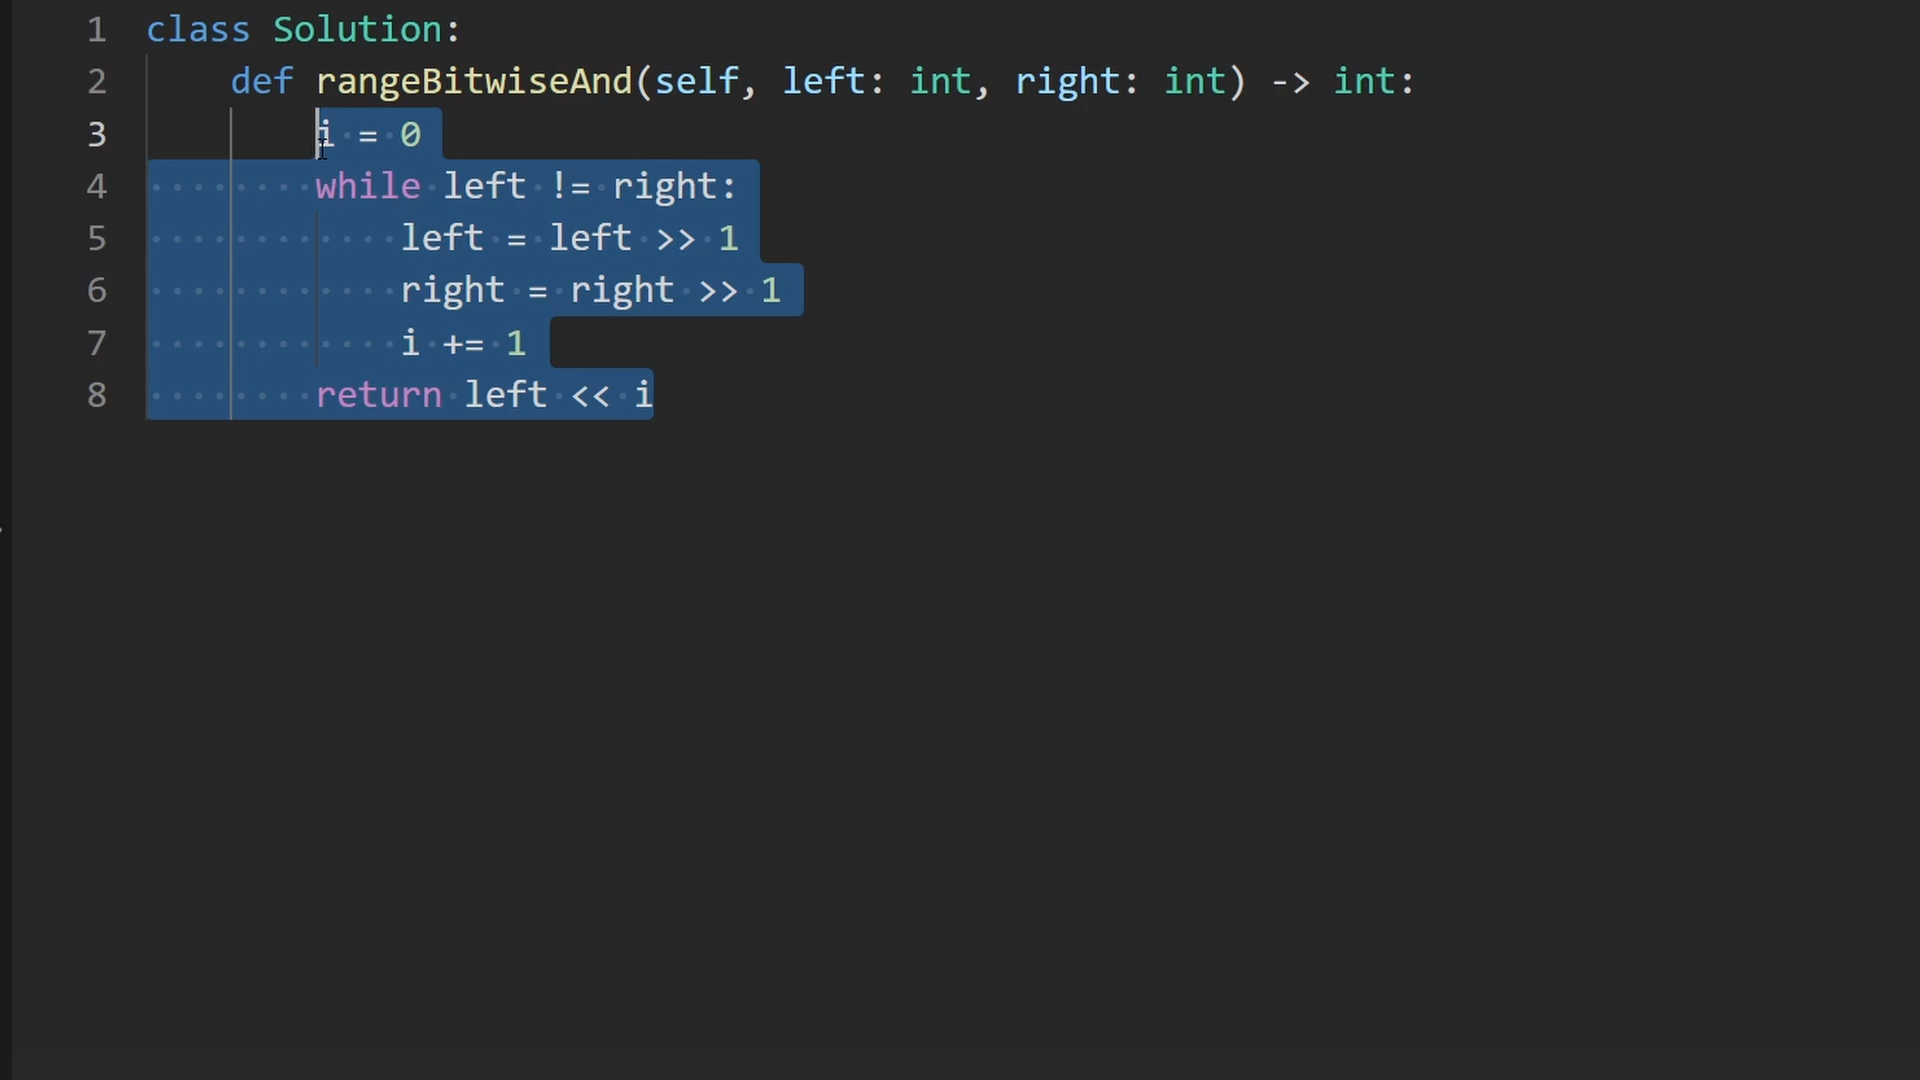 1 class Solution:
2 def rangeBitwiseAnd(self, left: int, right: int) -> int:
3 i = 0
4 while left != right:
5 left = left >> 1
6 right = right >> 1
7 i += 1
8 return left << i